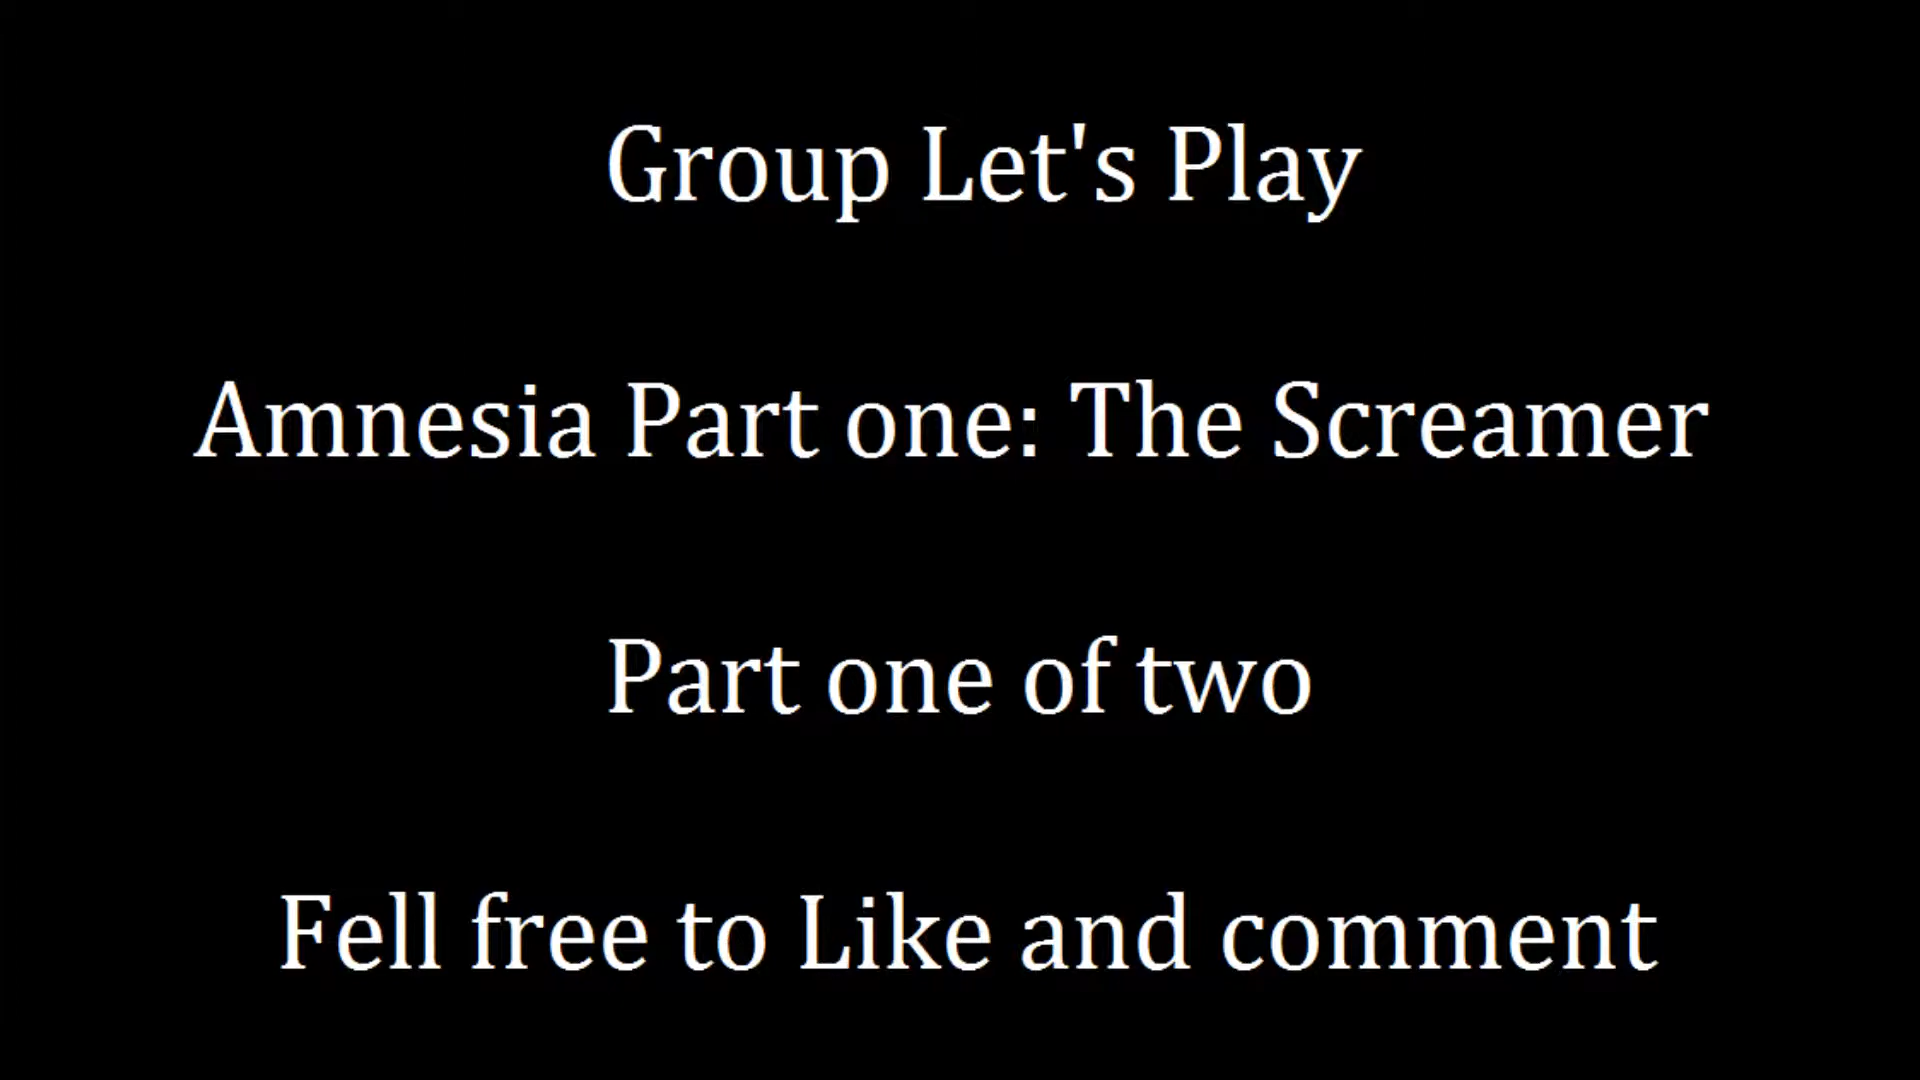 Group Let's Play
Amnesia Part one: The Screamer
Part one of two
Fell free to Like and comment